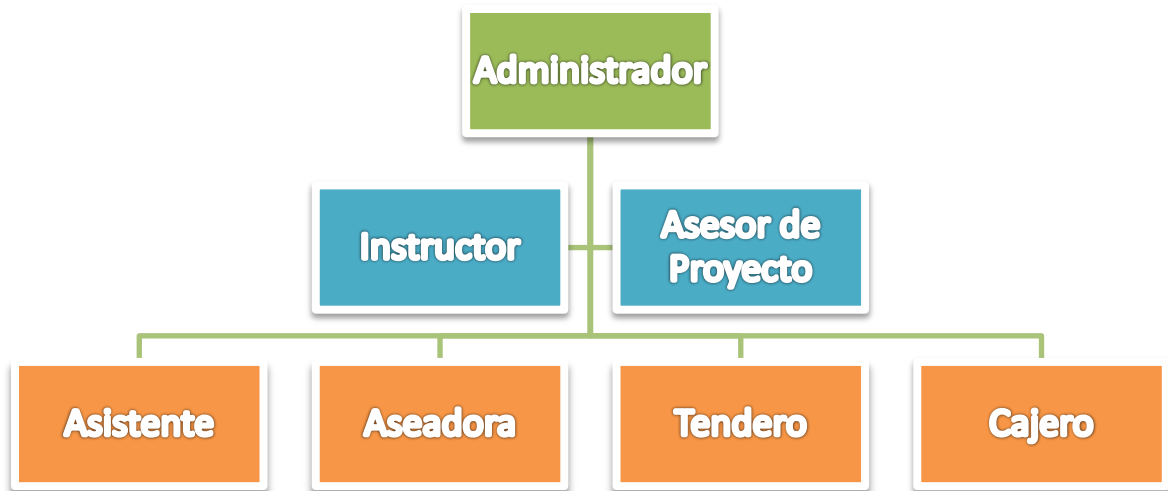 Administrador
Instructor
Asesor de
Proyecto
Asistente
Aseadora
Tendero
Cajero